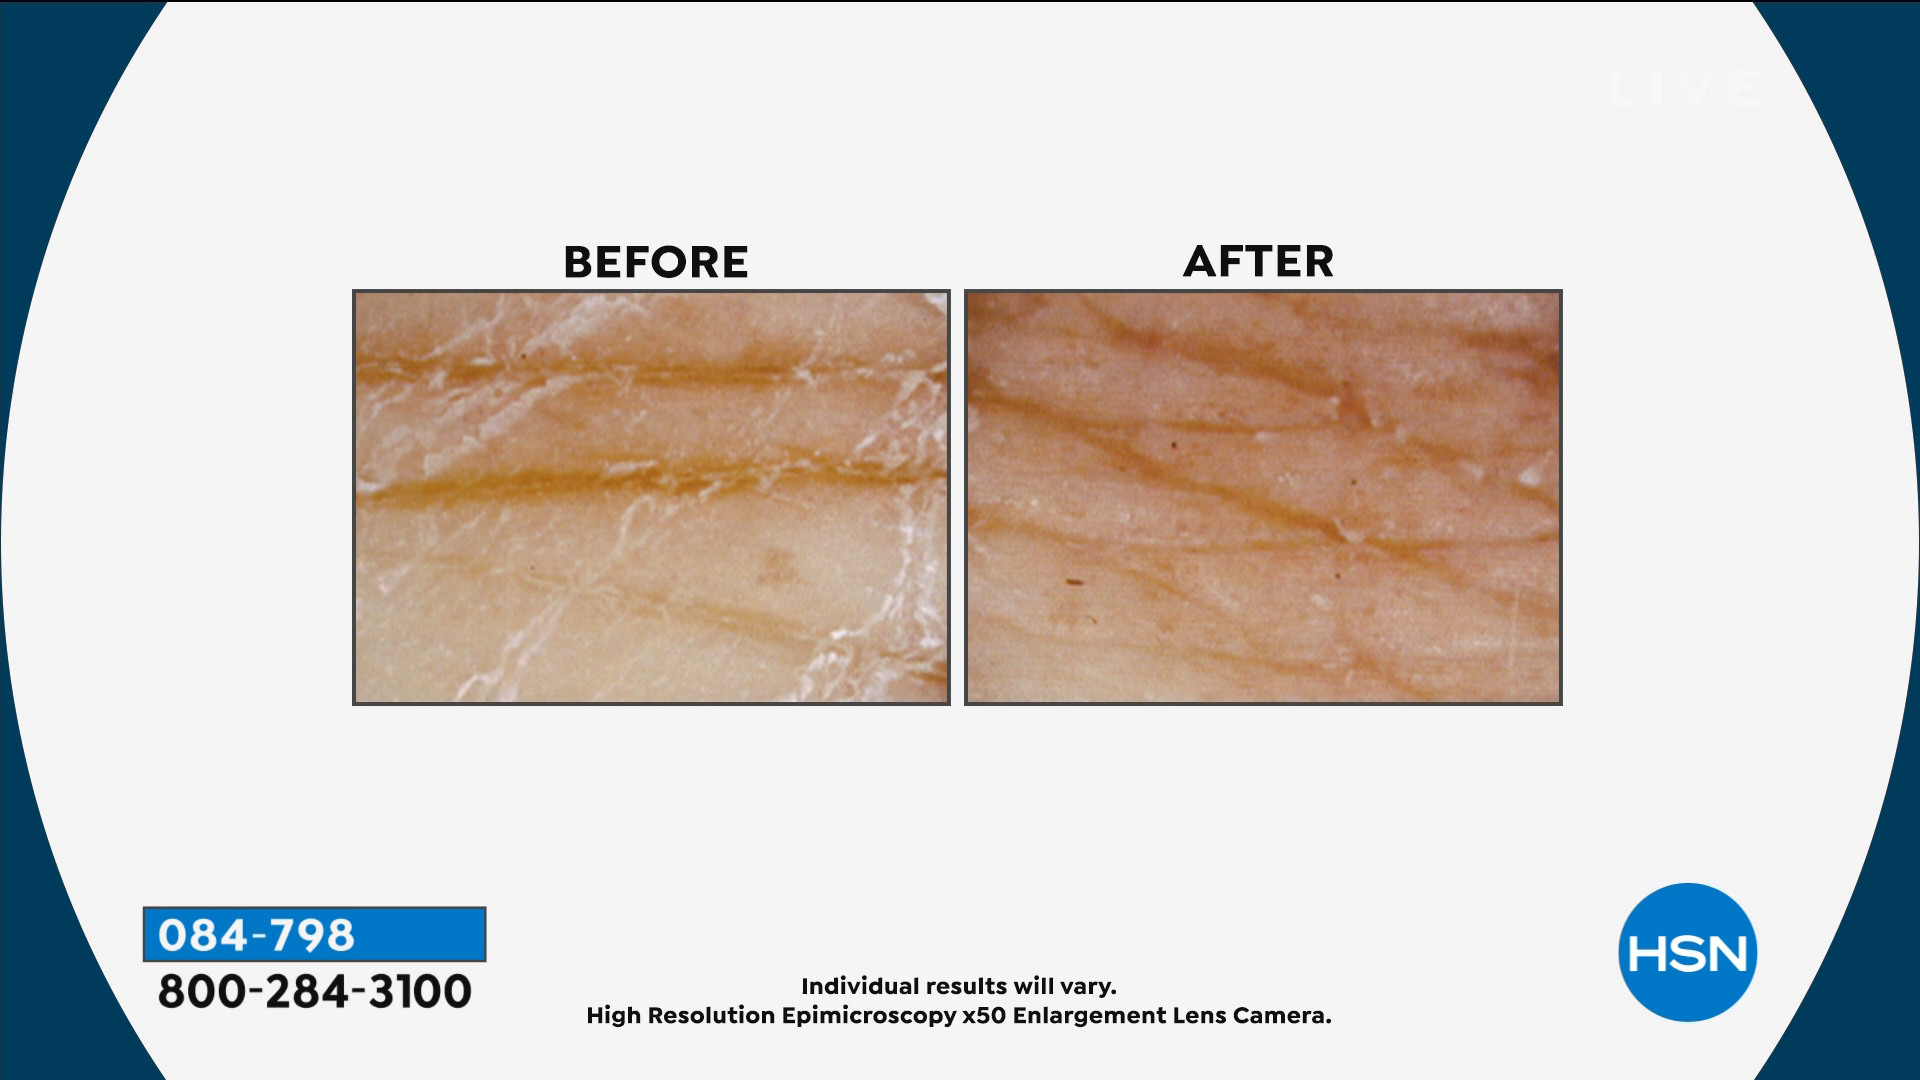 LIVE
BEFORE
AFTER
084-798
800-284-3100
Individual results will vary.
High Resolution Epimicroscopy x50 Enlargement Lens Camera.
HSN